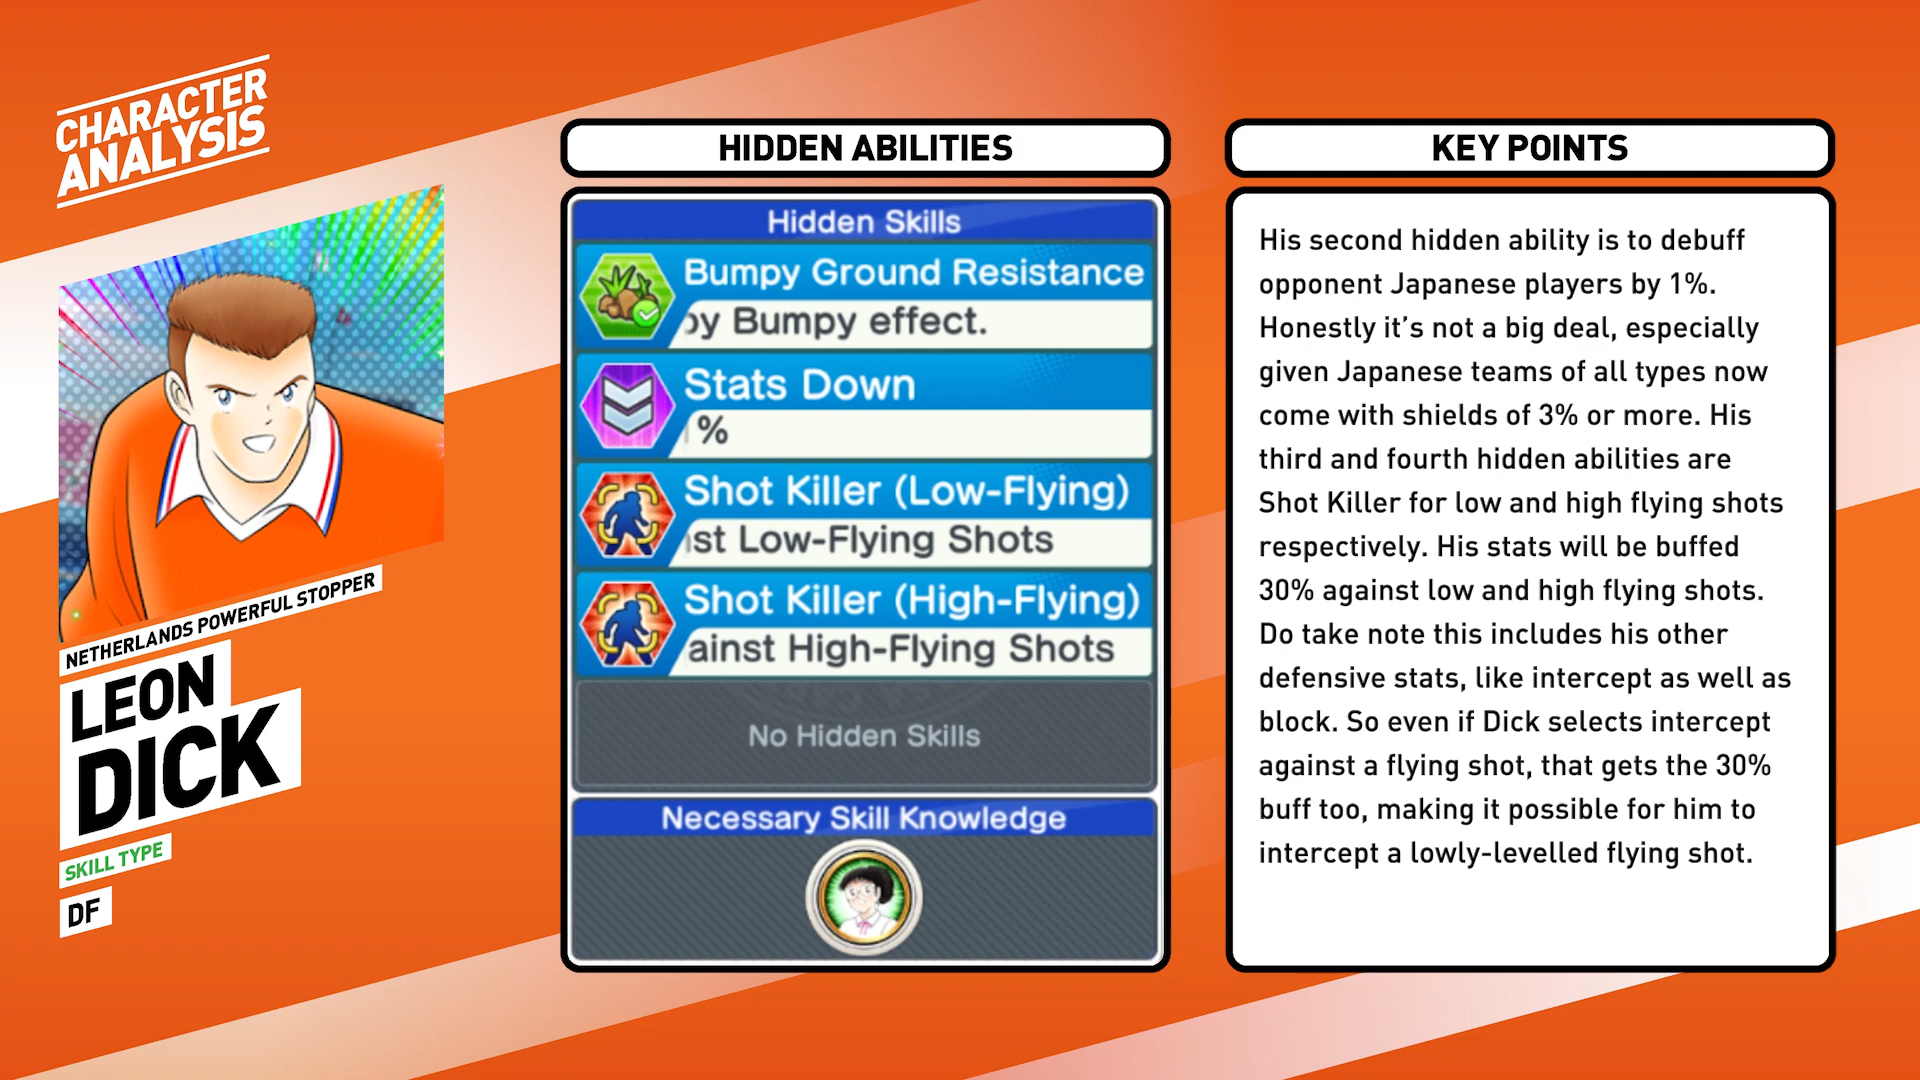 CHARACTER
ANALYSIS
NETHERLANDS POWERFUL STOPPER
LEON
DICK
SKILL TYPE
DF
HIDDEN ABILITIES
Hidden Skills
Bumpy Ground Resistance
by Bumpy effect.
Stats Down
%
Shot Killer (Low-Flying)
st Low-Flying Shots
Shot Killer (High-Flying)
ainst High-Flying Shots
No Hidden Skills
Necessary Skill Knowledge
KEY POINTS
His second hidden ability is to debuff
opponent Japanese players by 1%.
Honestly it's not a big deal, especially
given Japanese teams of all types now
come with shields of 3% or more. His
third and fourth hidden abilities are
Shot Killer for low and high flying shots
respectively. His stats will be buffed
30% against low and high flying shots.
Do take note this includes his other
defensive stats, like intercept as well as
block. So even if Dick selects intercept
against a flying shot, that gets the 30%
buff too, making it possible for him to
intercept a lowly-levelled flying shot.